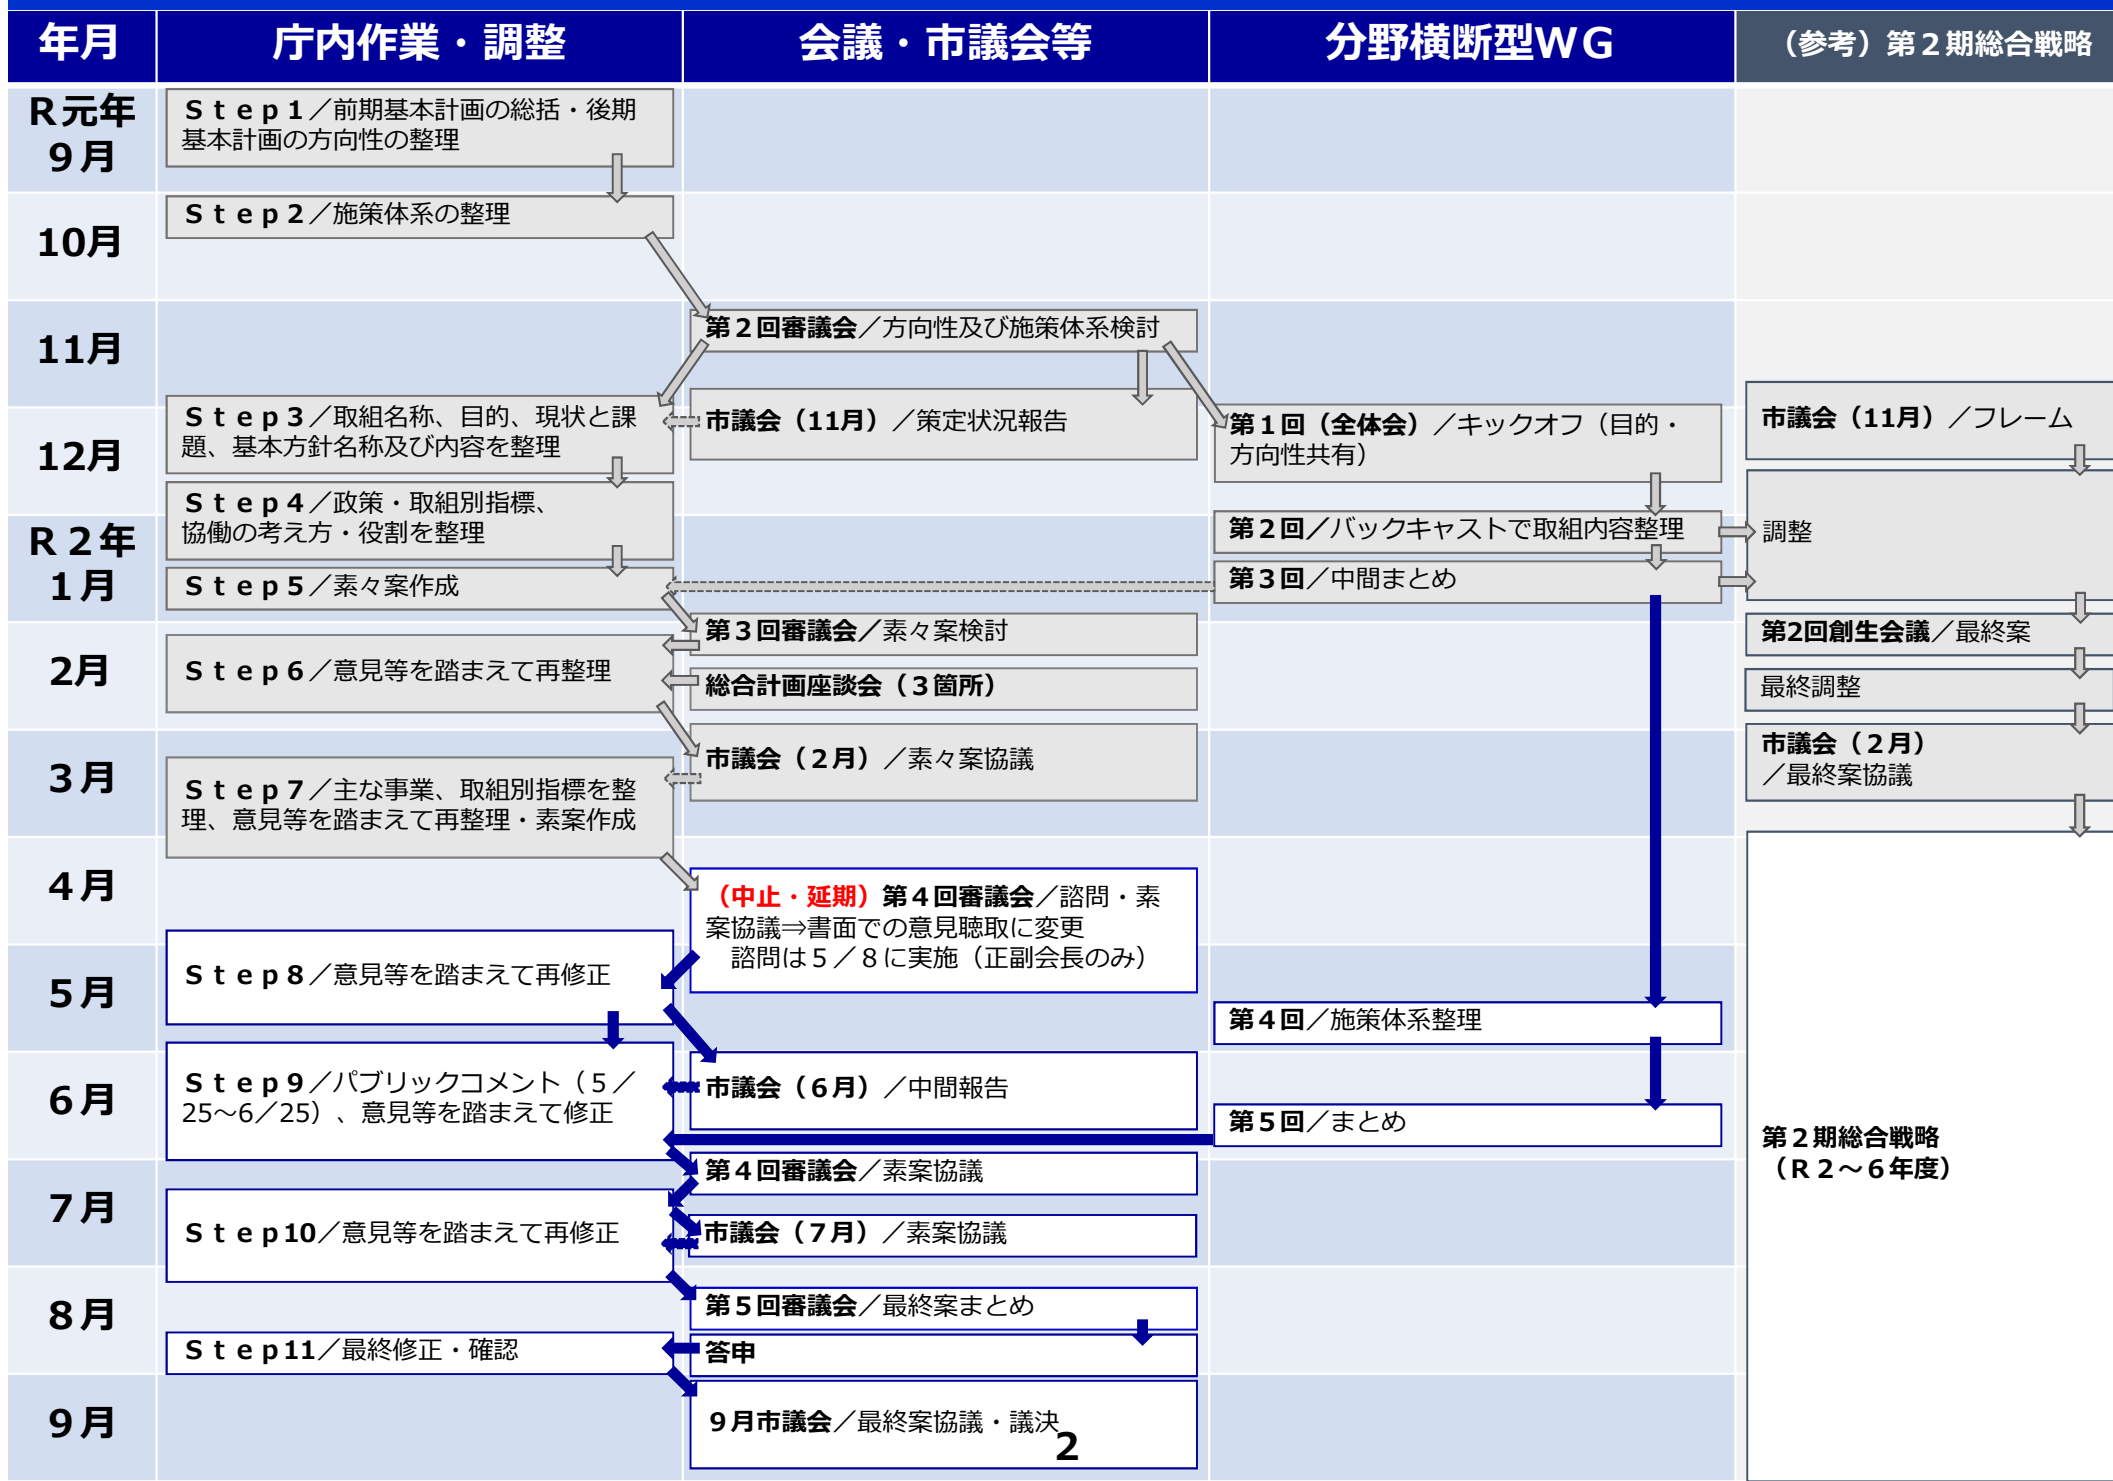 年月
庁内作業・調整
会議・市議会等
分野横断型WG
（参考）第２期総合戦略
R元年
９月
Ｓｔｅｐ１／前期基本計画の総括・後期
基本計画の方向性の整理
10月
Ｓｔｅｐ２／施策体系の整理
11月
第２回審議会／方向性及び施策体系検討
市議会（11月）／策定状況報告
市議会（11月）／フレーム
12月
Ｓｔｅｐ３／取組名称、目的、現状と課
題、基本方針名称及び内容を整理
第１回（全体会）／キックオフ（目的・
方向性共有）
Ｓｔｅｐ４／政策・取組別指標、
協働の考え方・役割を整理
R２年
１月
第２回／バックキャストで取組内容整理
調整
Ｓｔｅｐ５／素々案作成
第３回／中間まとめ
2月
第３回審議会／素々案検討
第2回創生会議／最終案
Ｓｔｅｐ６／意見等を踏まえて再整理
総合計画座談会（３箇所）
最終調整
３月
市議会（２月）／素々案協議
市議会（２月）
／最終案協議
Ｓｔｅｐ７／主な事業、取組別指標を整
理、意見等を踏まえて再整理・素案作成
４月
（中止・延期）第４回審議会／諮問・素
案協議⇒書面での意見聴取に変更
諮問は５／８に実施（正副会長のみ）
５月
Ｓｔｅｐ８／意見等を踏まえて再修正
第４回／施策体系整理
６月
Ｓｔｅｐ９／パブリックコメント（５／
25～6／25）、意見等を踏まえて修正
市議会（６月）／中間報告
第５回／まとめ
第２期総合戦略
（Ｒ２～６年度）
７月
第４回審議会／素案協議
Ｓｔｅｐ10／意見等を踏まえて再修正
市議会（７月）／素案協議
８月
第５回審議会／最終案まとめ
Ｓｔｅｐ11／最終修正・確認
答申
９月
９月市議会／最終案協議・議決
2